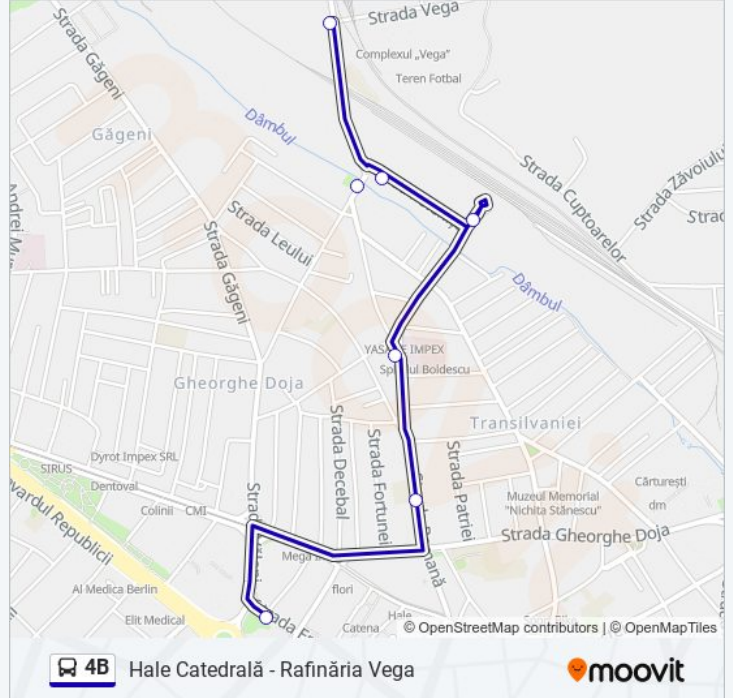 Strada Vega
Strada Găgeni
Complexul „Vega”
Teren Fotbal
Dâmbul
Găgeni
Strada Cuptoarelor
Strada Zăvoiului
Strada Leului
Strada Găgeni
Dâmbul
IMPEX
Boldescu
Gheorghe Doja
Strada Decebal
Strada Fortunei
Transilvaniei
Strada Patriei
Dyrot Impex SRL
SIRUS
Dentoval
Colinii
CMI
Cărturești
dm
Muzeul Memorial
"Nichita Stănescu"
Strada Gheorghe Doja
Republicii
Al Medica Berlin
flori
Elit Medical
Catena
Hale
© OpenStreetMap contributors | © OpenMapTiles
4B Hale Catedrală - Rafinăria Vega
moovit